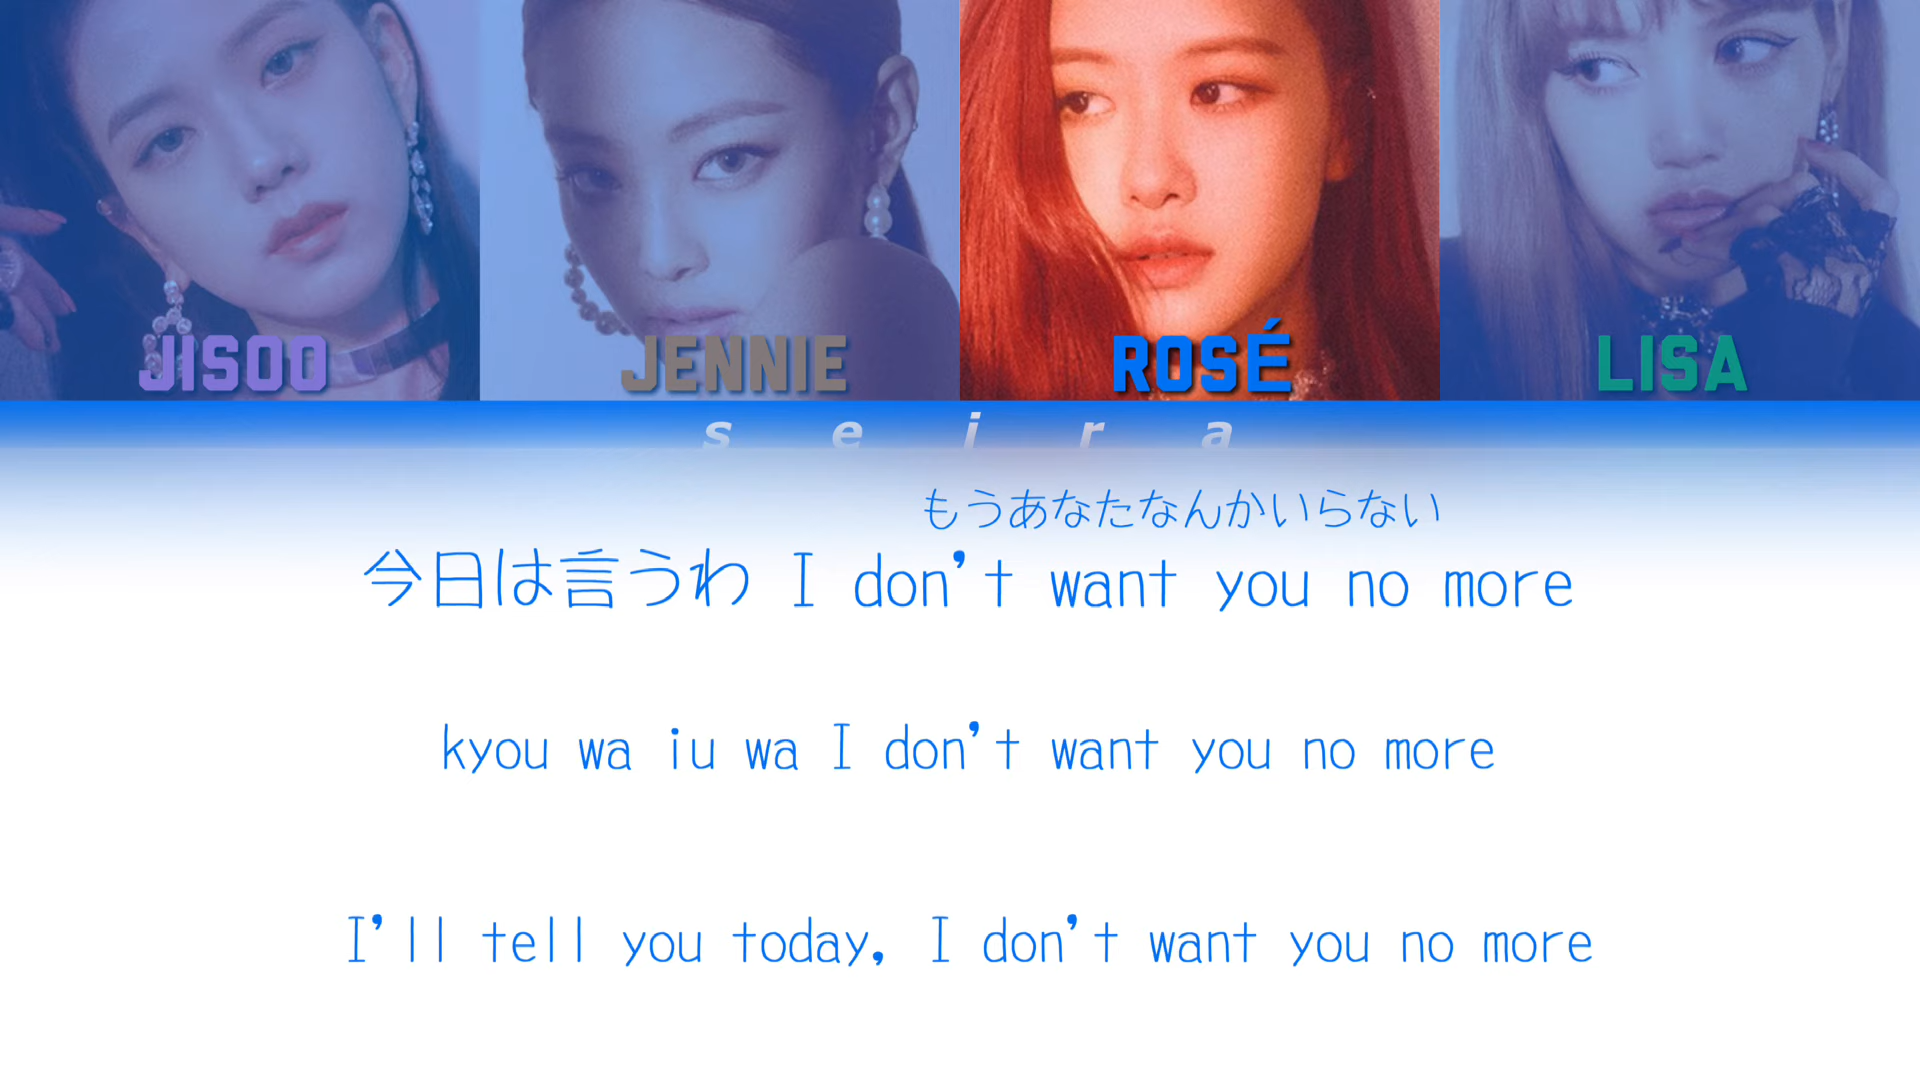 JISOO JENNIE ROSÉ LISA
seira
もうあなたなんかいらない
今日は言うわ I don't want you no more
kyou wa iu wa I don't want you no more
I'll tell you today, I don't want you no more